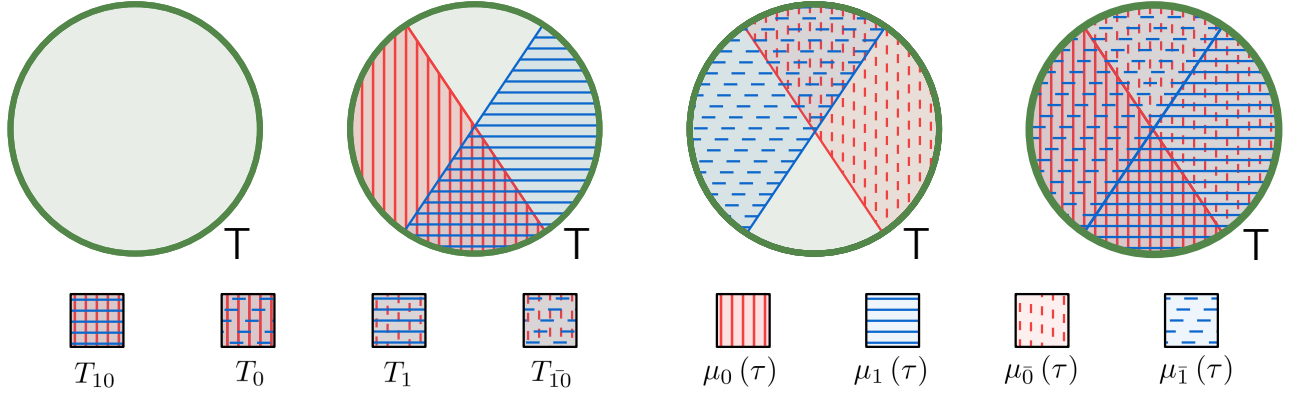 T T T T
T₁₀ T₀ T₁ T₁̄₀̄ μ₀ (τ) μ₁ (τ) μ₀̄ (τ) μ₁̄ (τ)